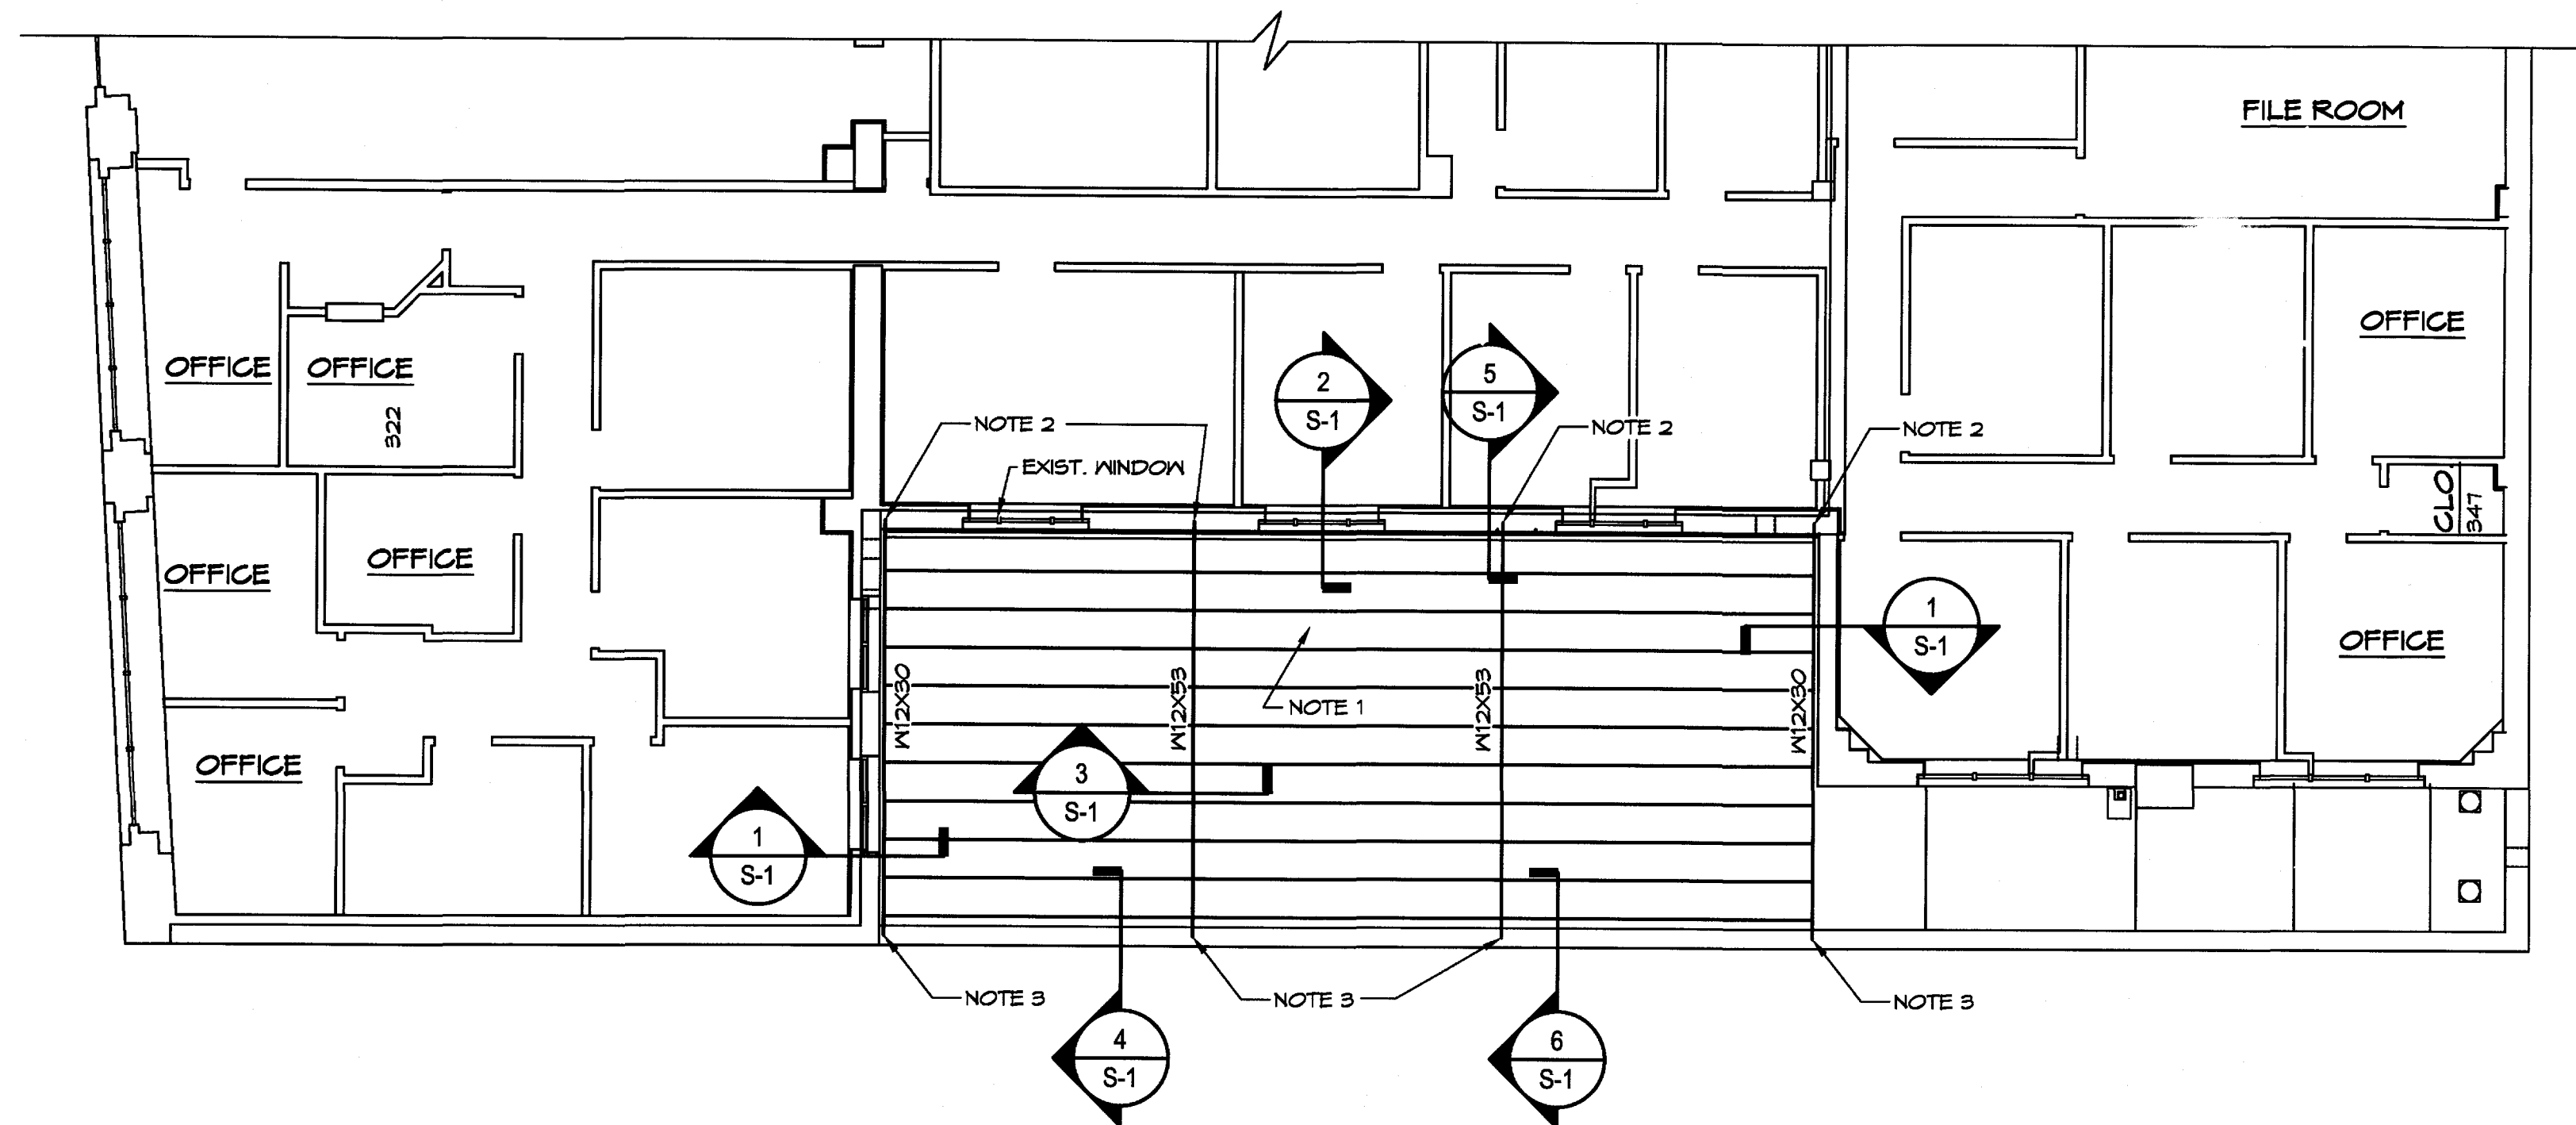 FILE ROOM
OFFICE
OFFICE
OFFICE
322
2
S-1
5
S-1
NOTE 2
NOTE 2
NOTE 2
EXIST. WINDOW
CLO.
347
OFFICE
OFFICE
1
S-1
OFFICE
W12X30
W12X53
W12X53
W12X30
NOTE 1
OFFICE
3
S-1
1
S-1
NOTE 3
NOTE 3
NOTE 3
4
S-1
6
S-1